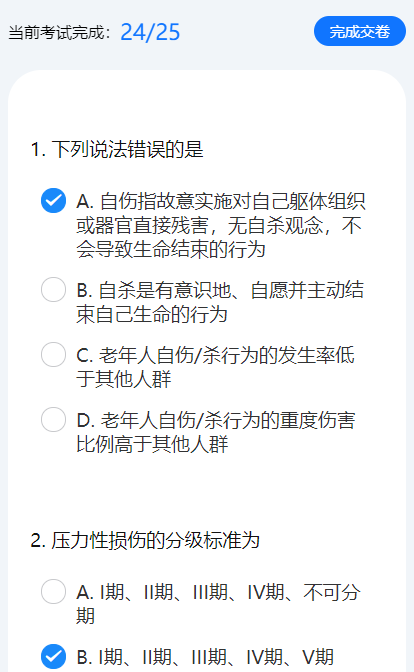 当前考试完成：24/25
完成交卷
1. 下列说法错误的是
A. 自伤指故意实施对自己躯体组织
或器官直接残害，无自杀观念，不
会导致生命结束的行为
B. 自杀是有意识地、自愿并主动结
束自己生命的行为
C. 老年人自伤/杀行为的发生率低
于其他人群
D. 老年人自伤/杀行为的重度伤害
比例高于其他人群
2. 压力性损伤的分级标准为
A. I期、II期、III期、IV期、不可分
期
B. I期、II期、III期、IV期、V期